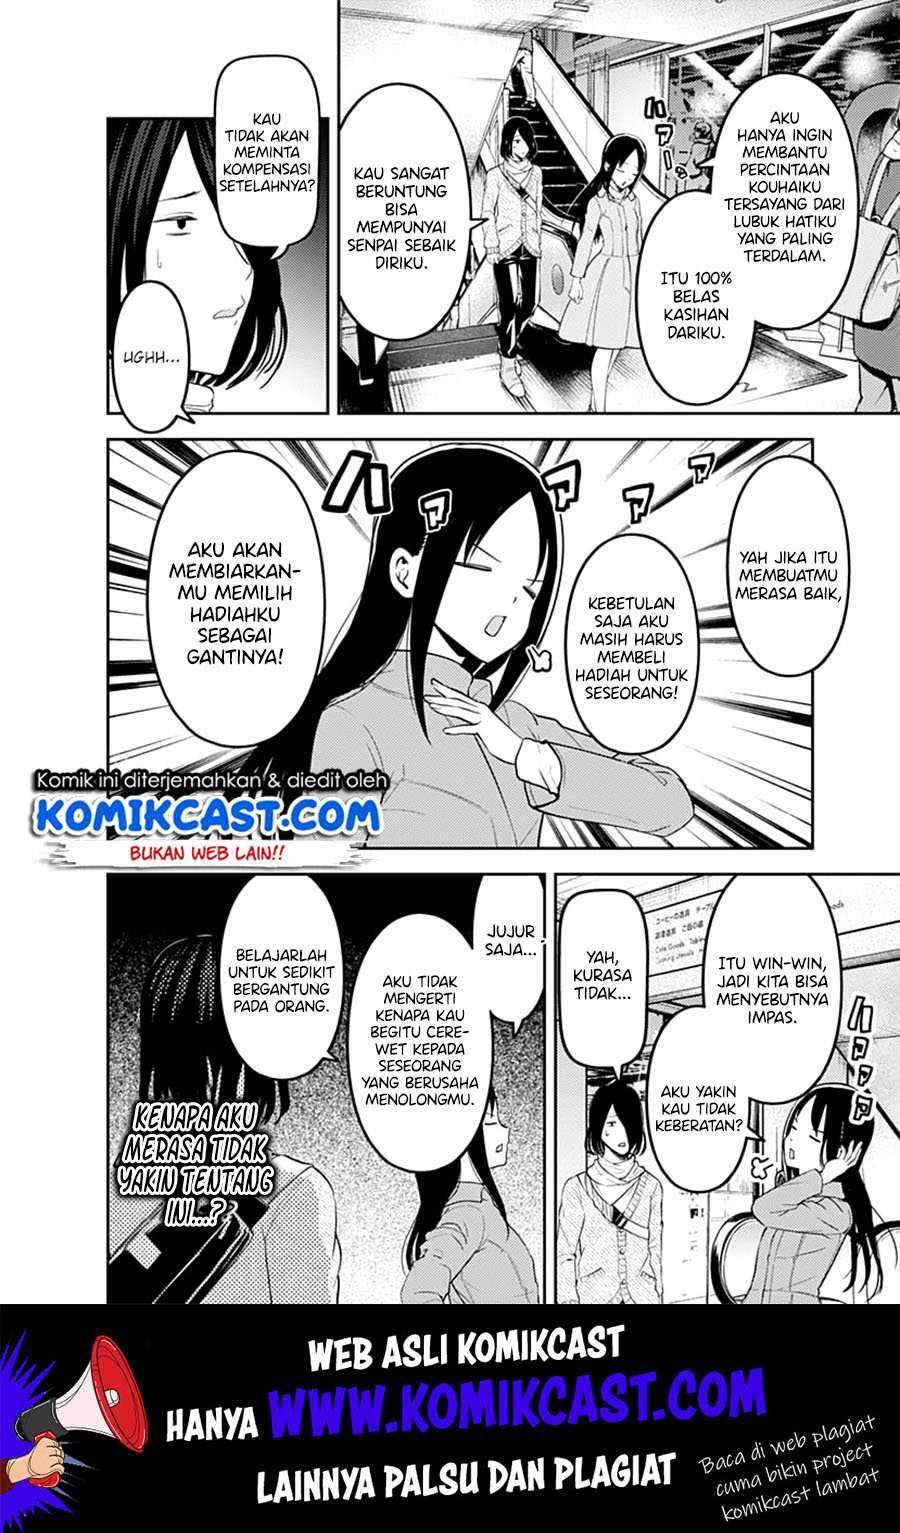 AKU
HANYA INGIN
MEMBANTU
PERCINTAAN
KOUHAIKU
TERSAYANG DARI
LUBUK HATIKU
YANG PALING
TERDALAM.
ITU 100%
BELAS
KASIHAN
DARIKU.
KAU SANGAT
BERUNTUNG
BISA
MEMPUNYAI
SENPAI SEBAIK
DIRIKU.
KAU
TIDAK AKAN
MEMINTA
KOMPENSASI
SETELAHNYA?
UGHH...
YAH JIKA ITU
MEMBUATMU
MERASA BAIK,
KEBETULAN
SAJA AKU
MASIH HARUS
MEMBELI
HADIAH UNTUK
SESEORANG!
ハァァァァ
AKU AKAN
MEMBIARKAN-
MU MEMILIH
HADIAHKU
SEBAGAI
GANTINYA!
Komik ini diterjemahkan & diedit oleh
KOMIKCAST.COM
BUKAN WEB LAIN!!
ITU WIN-WIN,
JADI KITA BISA
MENYEBUTNYA
IMPAS.
AKU YAKIN
KAU TIDAK
KEBERATAN?
YAH,
KURASA
TIDAK...
JUJUR
SAJA...
AKU TIDAK
MENGERTI
KENAPA KAU
BEGITU CERE-
WET KEPADA
SESEORANG
YANG BERUSAHA
MENOLONGMU.
BELAJARLAH
UNTUK SEDIKIT
BERGANTUNG
PADA ORANG.
KENAPA AKU
MERASA TIDAK
YAKIN TENTANG
INI...?
WEB ASLI KOMIKCAST
HANYA WWW.KOMIKCAST.COM
LAINNYA PALSU DAN PLAGIAT
Baca di web plagiat
cuma bikin project
komikcast lambat